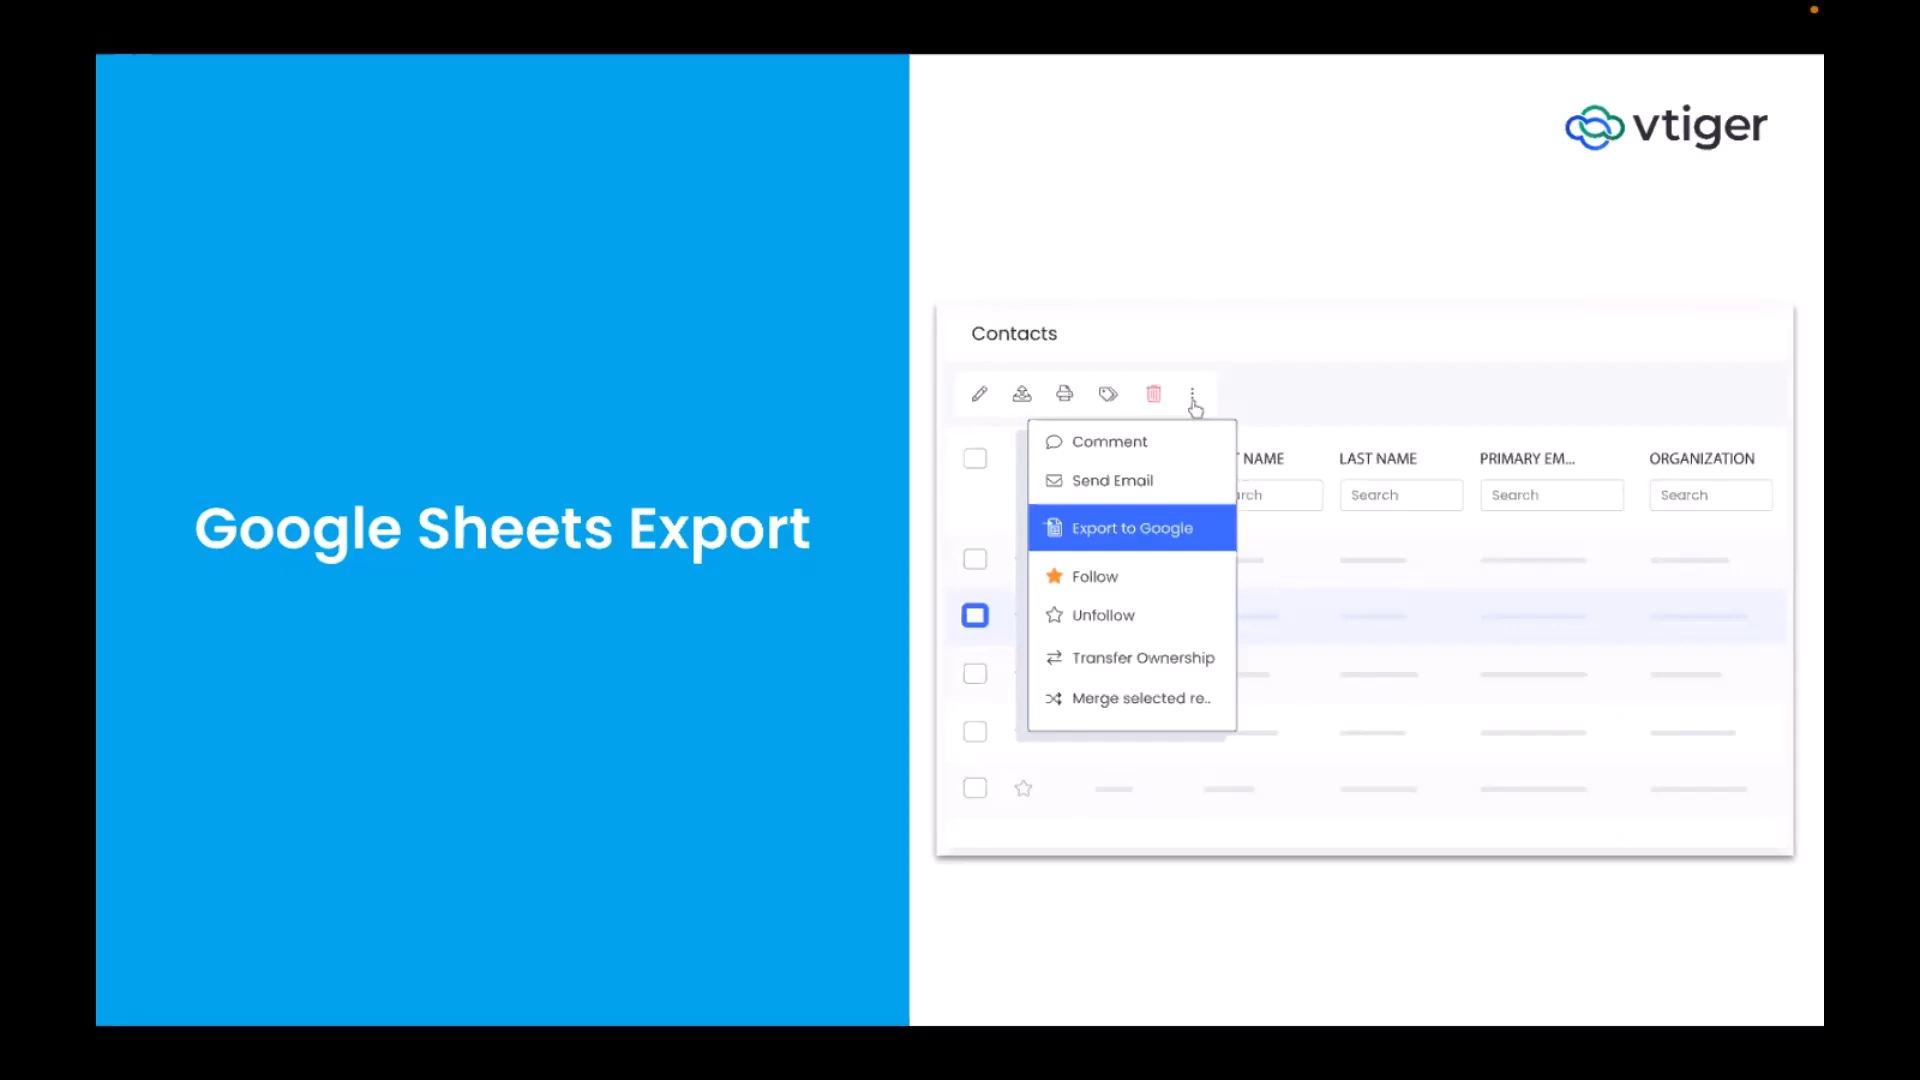 vtiger
Google Sheets Export
Contacts
Comment
Send Email
Export to Google
Follow
Unfollow
Transfer Ownership
Merge selected re..
NAME
LAST NAME
PRIMARY EM...
ORGANIZATION
Search
Search
Search